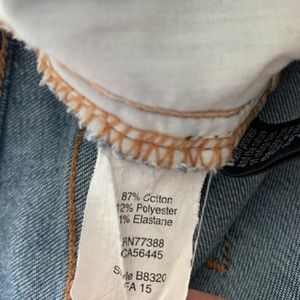 87% Cotton
12% Polyester
1% Elastane
RN77388
CA56445
Style B8320
FA 15